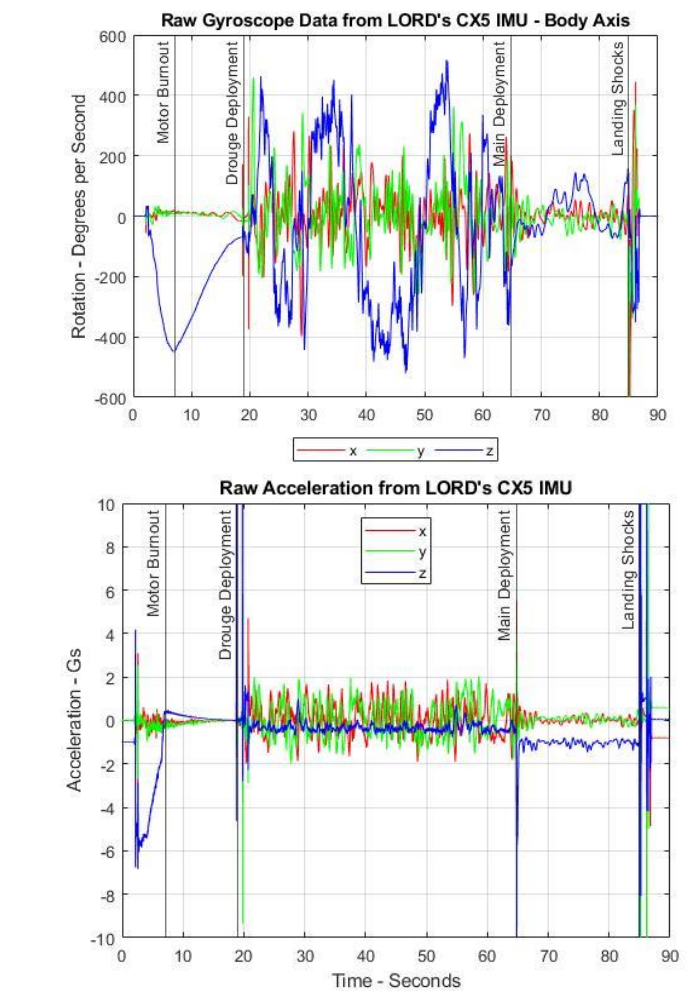 Raw Gyroscope Data from LORD's CX5 IMU - Body Axis
Rotation - Degrees per Second
600
400
200
0
-200
-400
-600
Motor Burnout
Drouge Deployment
Main Deployment
Landing Shocks
0 10 20 30 40 50 60 70 80 90
x y z
Raw Acceleration from LORD's CX5 IMU
Acceleration - Gs
10
8
6
4
2
0
-2
-4
-6
-8
-10
Motor Burnout
Drouge Deployment
x
y
z
Main Deployment
Landing Shocks
0 10 20 30 40 50 60 70 80 90
Time - Seconds